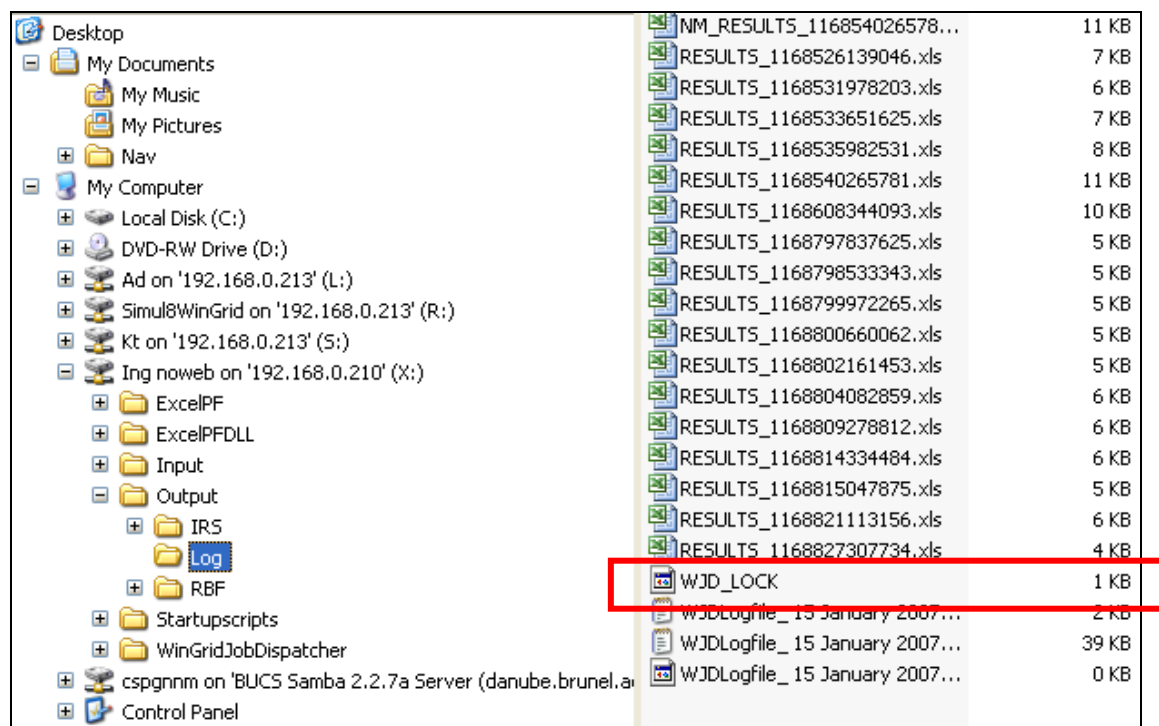 Desktop
My Documents
My Music
My Pictures
Nav
My Computer
Local Disk (C:)
DVD-RW Drive (D:)
Ad on '192.168.0.213' (L:)
Simul8WinGrid on '192.168.0.213' (R:)
Kt on '192.168.0.213' (S:)
Ing noweb on '192.168.0.210' (X:)
ExcelPF
ExcelPFDLL
Input
Output
IRS
Log
RBF
Startupscripts
WinGridJobDispatcher
cspgnnm on 'BUCS Samba 2.2.7a Server (danube.brunel.a
Control Panel
NM_RESULTS_116854026578... 11 KB
RESULTS_1168526139046.xls 7 KB
RESULTS_1168531978203.xls 6 KB
RESULTS_1168533651625.xls 7 KB
RESULTS_1168535982531.xls 8 KB
RESULTS_1168540265781.xls 11 KB
RESULTS_1168608344093.xls 10 KB
RESULTS_1168797837625.xls 5 KB
RESULTS_1168798533343.xls 5 KB
RESULTS_1168799972265.xls 5 KB
RESULTS_1168800660062.xls 5 KB
RESULTS_1168802161453.xls 5 KB
RESULTS_1168804082859.xls 6 KB
RESULTS_1168809278812.xls 6 KB
RESULTS_1168814334484.xls 6 KB
RESULTS_1168815047875.xls 5 KB
RESULTS_1168821113156.xls 6 KB
RESULTS_1168827307734.xls 4 KB
WJD_LOCK 1 KB
WJDLogfile_ 15 January 2007... 2 KB
WJDLogfile_ 15 January 2007... 39 KB
WJDLogfile_ 15 January 2007... 0 KB